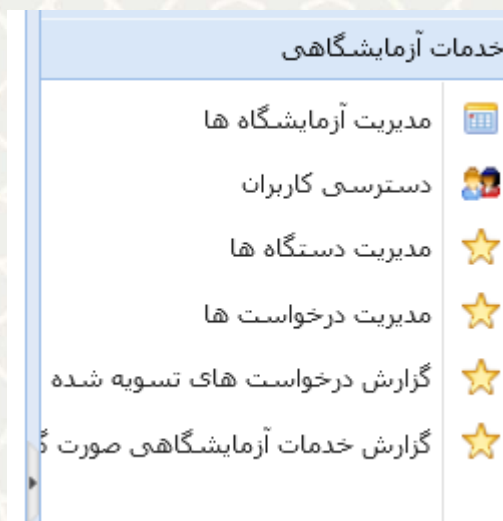 خدمات آزمایشگاهی
مدیریت آزمایشگاه ها
دسترسی کاربران
مدیریت دستگاه ها
مدیریت درخواست ها
گزارش درخواست های تسویه شده
گزارش خدمات آزمایشگاهی صورت